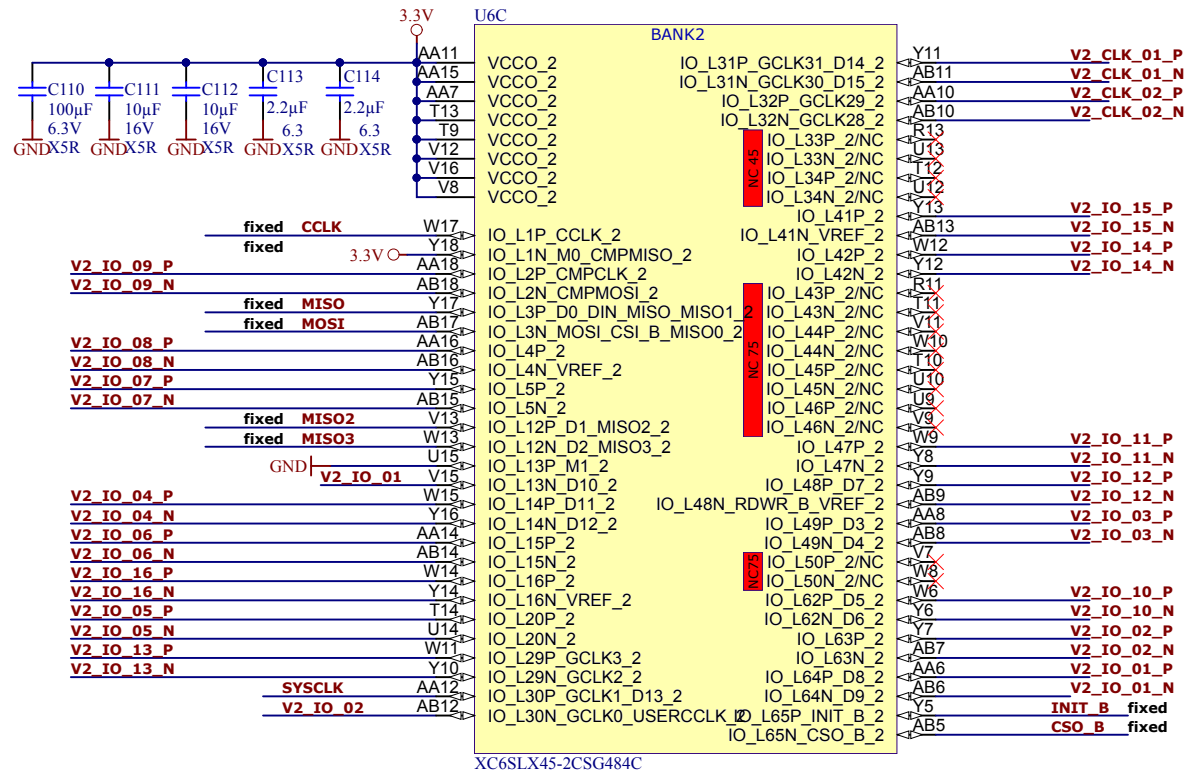 U6C
BANK2
3.3V
C110
100µF
6.3V
X5R
GND
C111
10µF
16V
X5R
GND
C112
10µF
16V
X5R
GND
C113
2.2µF
6.3
X5R
GND
C114
2.2µF
6.3
X5R
GND
AA11 VCCO_2
AA15 VCCO_2
AA7 VCCO_2
T13 VCCO_2
T9 VCCO_2
V12 VCCO_2
V16 VCCO_2
V8 VCCO_2
fixed CCLK W17 IO_L1P_CCLK_2
fixed 3.3V Y18 IO_L1N_M0_CMPMISO_2
V2_IO_09_P AA18 IO_L2P_CMPCLK_2
V2_IO_09_N AB18 IO_L2N_CMPMOSI_2
fixed MISO Y17 IO_L3P_D0_DIN_MISO_MISO1_2
fixed MOSI AB17 IO_L3N_MOSI_CSI_B_MISO0_2
V2_IO_08_P AA16 IO_L4P_2
V2_IO_08_N AB16 IO_L4N_VREF_2
V2_IO_07_P Y15 IO_L5P_2
V2_IO_07_N AB15 IO_L5N_2
fixed MISO2 V13 IO_L12P_D1_MISO2_2
fixed MISO3 W13 IO_L12N_D2_MISO3_2
GND U15 IO_L13P_M1_2
V2_IO_01 V15 IO_L13N_D10_2
V2_IO_04_P W15 IO_L14P_D11_2
V2_IO_04_N Y16 IO_L14N_D12_2
V2_IO_06_P AA14 IO_L15P_2
V2_IO_06_N AB14 IO_L15N_2
V2_IO_16_P W14 IO_L16P_2
V2_IO_16_N Y14 IO_L16N_VREF_2
V2_IO_05_P T14 IO_L20P_2
V2_IO_05_N U14 IO_L20N_2
V2_IO_13_P W11 IO_L29P_GCLK3_2
V2_IO_13_N Y10 IO_L29N_GCLK2_2
SYSCLK AA12 IO_L30P_GCLK1_D13_2
V2_IO_02 AB12 IO_L30N_GCLK0_USERCCLK_2
IO_L31P_GCLK31_D14_2 Y11 V2_CLK_01_P
IO_L31N_GCLK30_D15_2 AB11 V2_CLK_01_N
IO_L32P_GCLK29_2 AA10 V2_CLK_02_P
IO_L32N_GCLK28_2 AB10 V2_CLK_02_N
NC 45
IO_L33P_2/NC R13
IO_L33N_2/NC U13
IO_L34P_2/NC T12
IO_L34N_2/NC U12
IO_L41P_2 Y13 V2_IO_15_P
IO_L41N_VREF_2 AB13 V2_IO_15_N
IO_L42P_2 W12 V2_IO_14_P
IO_L42N_2 Y12 V2_IO_14_N
NC 75
IO_L43P_2/NC R11
IO_L43N_2/NC T11
IO_L44P_2/NC V11
IO_L44N_2/NC W10
IO_L45P_2/NC T10
IO_L45N_2/NC U10
IO_L46P_2/NC U9
IO_L46N_2/NC V9
IO_L47P_2 W9 V2_IO_11_P
IO_L47N_2 Y8 V2_IO_11_N
IO_L48P_D7_2 Y9 V2_IO_12_P
IO_L48N_RDWR_B_VREF_2 AB9 V2_IO_12_N
IO_L49P_D3_2 AA8 V2_IO_03_P
IO_L49N_D4_2 AB8 V2_IO_03_N
NC75
IO_L50P_2/NC V7
IO_L50N_2/NC W8
IO_L62P_D5_2 W6 V2_IO_10_P
IO_L62N_D6_2 Y6 V2_IO_10_N
IO_L63P_2 Y7 V2_IO_02_P
IO_L63N_2 AB7 V2_IO_02_N
IO_L64P_D8_2 AA6 V2_IO_01_P
IO_L64N_D9_2 AB6 V2_IO_01_N
IO_L65P_INIT_B_2 Y5 INIT_B fixed
IO_L65N_CSO_B_2 AB5 CSO_B fixed
XC6SLX45-2CSG484C